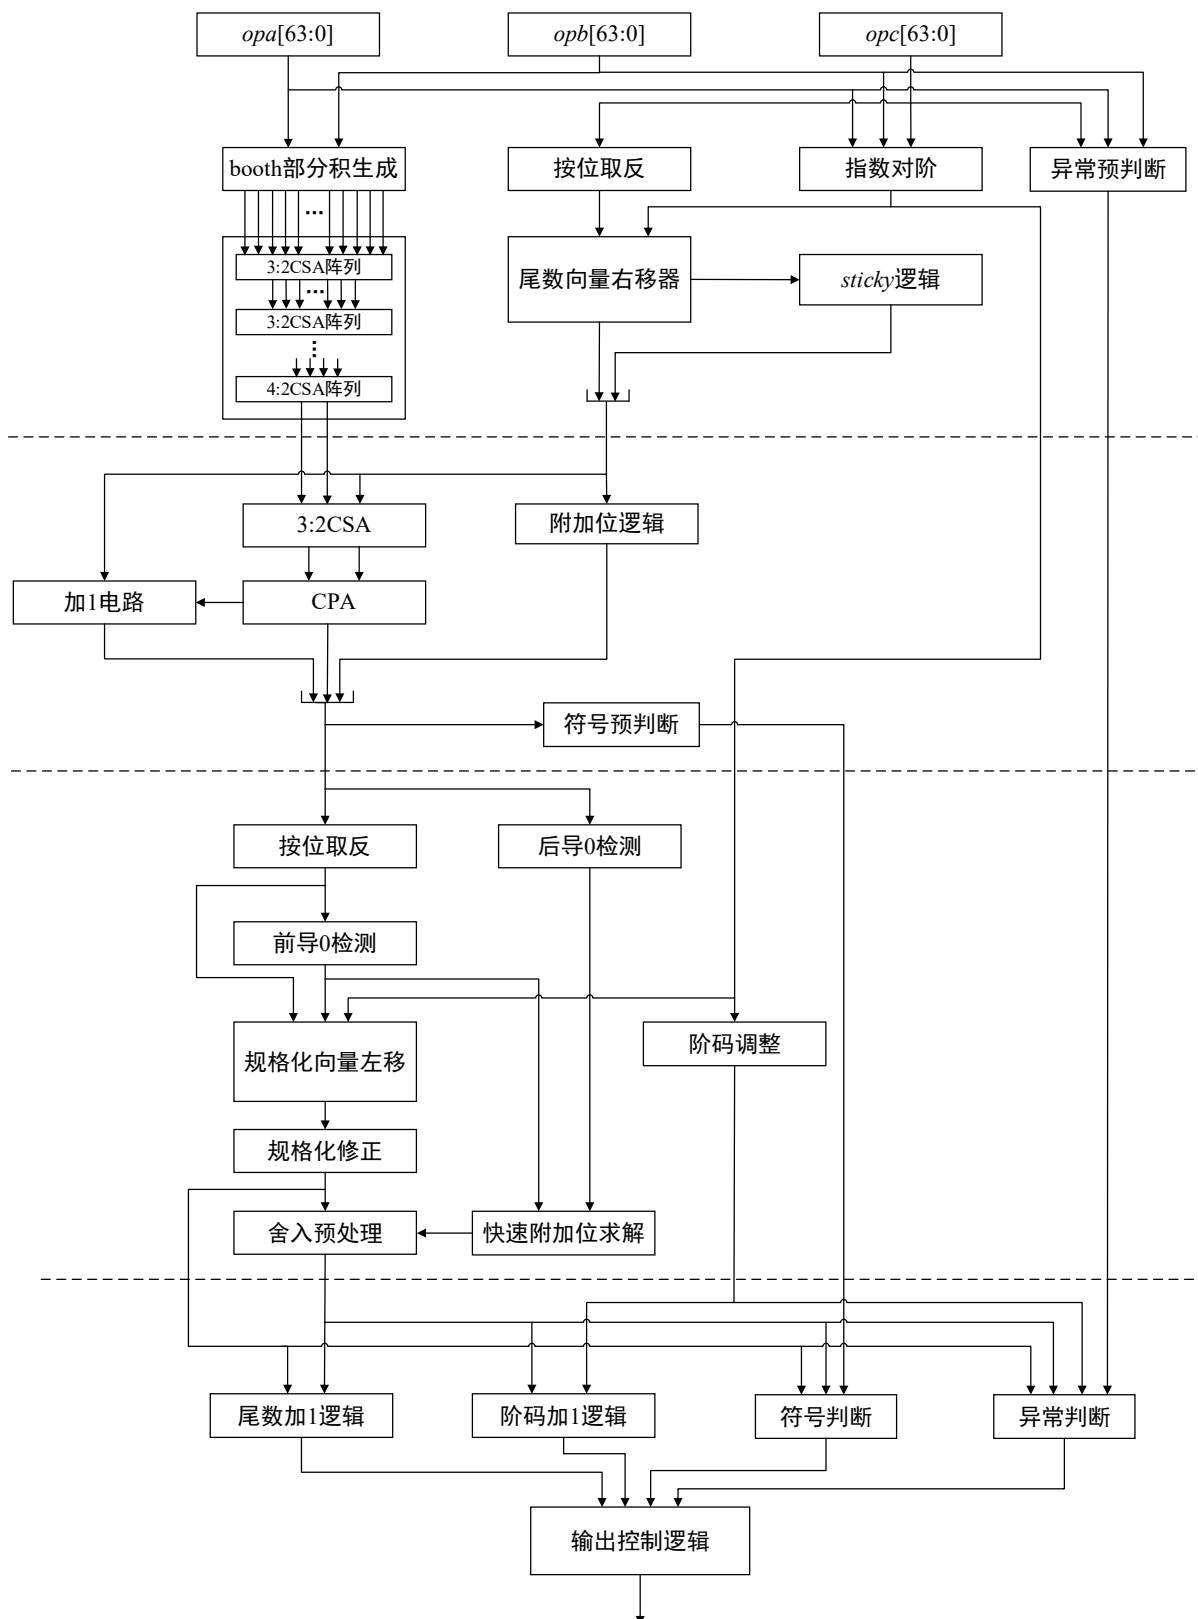 opa[63:0]
opb[63:0]
opc[63:0]
booth部分积生成
按位取反
指数对阶
异常预判断
...
3:2CSA阵列
...
3:2CSA阵列
...
4:2CSA阵列
尾数向量右移器
sticky逻辑
3:2CSA
附加位逻辑
加1电路
CPA
符号预判断
按位取反
后导0检测
前导0检测
规格化向量左移
阶码调整
规格化修正
舍入预处理
快速附加位求解
尾数加1逻辑
阶码加1逻辑
符号判断
异常判断
输出控制逻辑